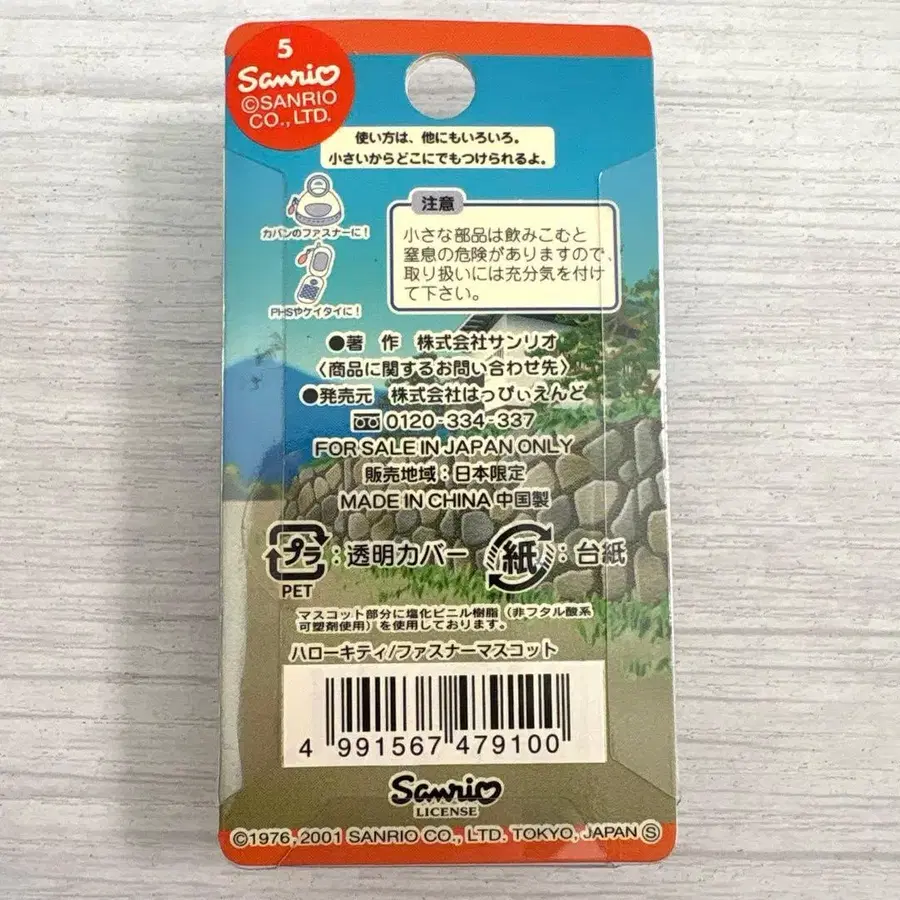 5
Sanrio
©SANRIO
CO.,LTD.
使い方は、他にもいろいろ。
小さいからどこにでもつけられるよ。
カバンのファスナーに!
PHSやケイタイに!
注意
小さな部品は飲みこむと
窒息の危険がありますので、
取り扱いには充分気を付け
て下さい。
●著 作 株式会社サンリオ
〈商品に関するお問い合わせ先〉
●発売元 株式会社はっぴぃえんど
0120-334-337
FOR SALE IN JAPAN ONLY
販売地域:日本限定
MADE IN CHINA 中国製
プラ:透明カバー 紙:台紙
PET
マスコット部分に塩化ビニル樹脂(非フタル酸系
可塑剤使用)を使用しております。
ハローキティ/ファスナーマスコット
4 991567 479100
Sanrio
LICENSE
©1976, 2001 SANRIO CO., LTD. TOKYO, JAPAN Ⓢ